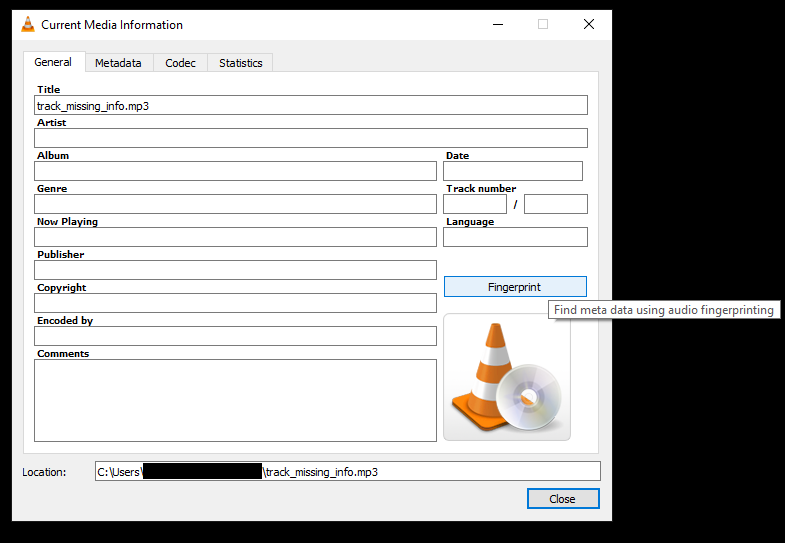 Current Media Information
General Metadata Codec Statistics
Title
track_missing_info.mp3
Artist
Album Date
Genre Track number
/
Now Playing Language
Publisher
Fingerprint
Copyright
Find meta data using audio fingerprinting
Encoded by
Comments
Location: C:\Users\ \track_missing_info.mp3
Close